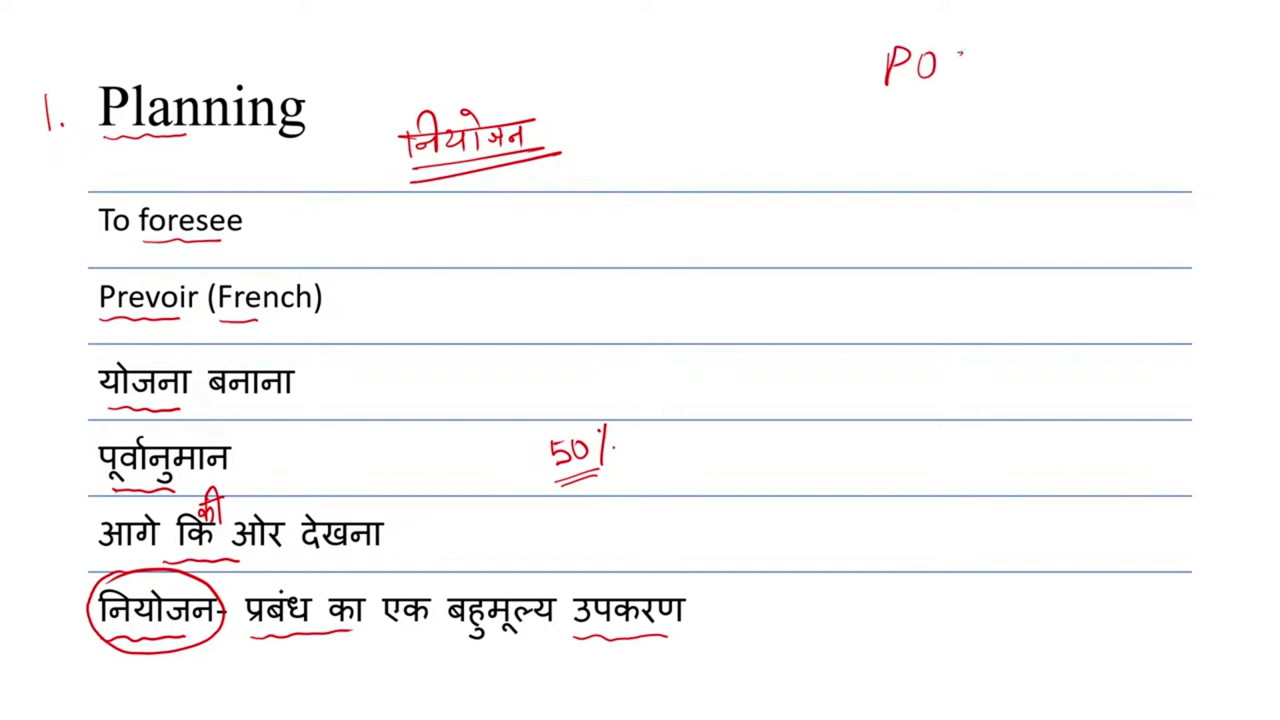 PO
1. Planning
नियोजन
To foresee
Prevoir (French)
योजना बनाना
पूर्वानुमान
50%
की
आगे कि ओर देखना
नियोजन- प्रबंध का एक बहुमूल्य उपकरण